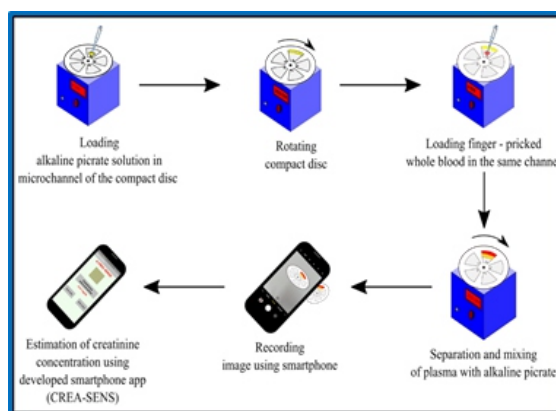 Loading
alkaline picrate solution in
microchannel of the compact disc
Rotating
compact disc
Loading finger - pricked
whole blood in the same channel
Separation and mixing
of plasma with alkaline picrate
Recording
image using smartphone
Estimation of creatinine
concentration using
developed smartphone app
(CREA-SENS)